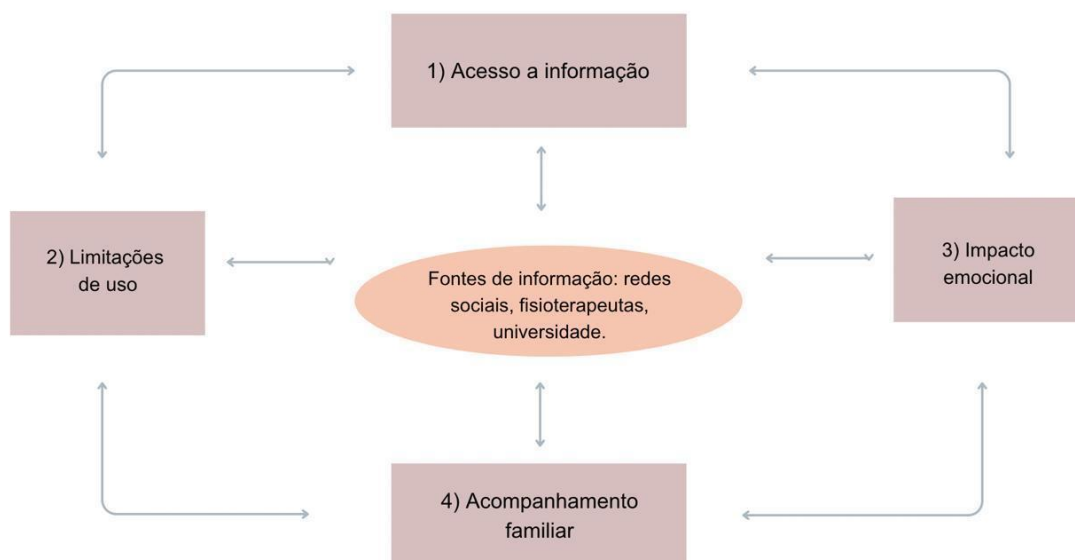 1) Acesso a informação
2) Limitações
de uso
Fontes de informação: redes
sociais, fisioterapeutas,
universidade.
3) Impacto
emocional
4) Acompanhamento
familiar